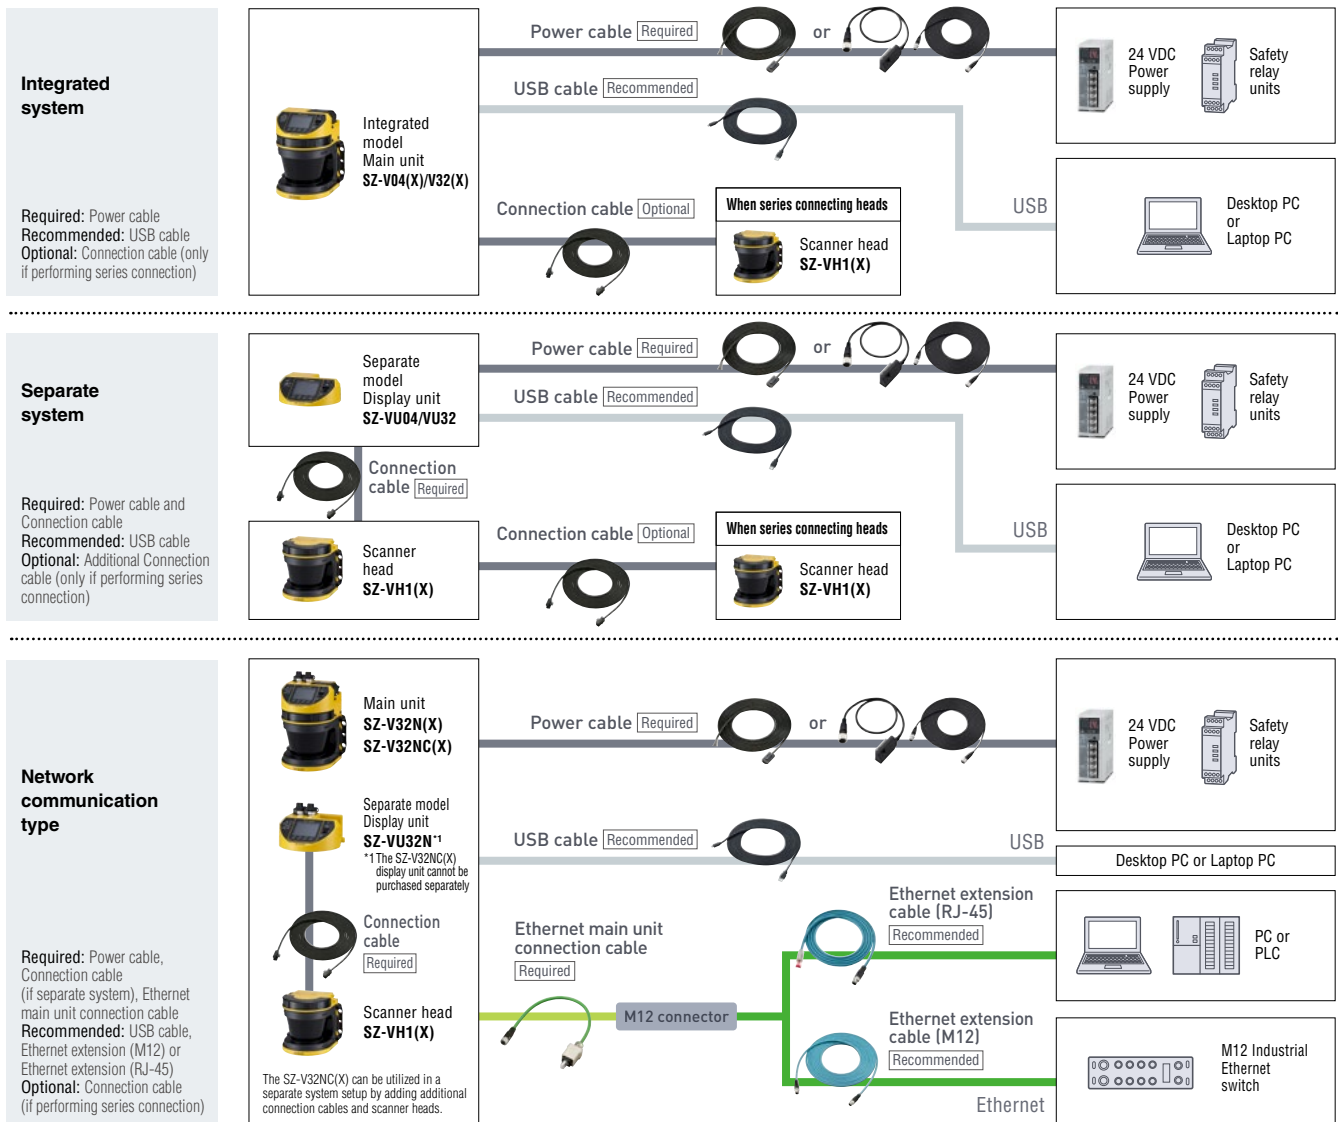 Integrated
system
Required: Power cable
Recommended: USB cable
Optional: Connection cable (only
if performing series connection)
Integrated
model
Main unit
SZ-V04(X)/V32(X)
Power cable Required
or
USB cable Recommended
Connection cable Optional
When series connecting heads
Scanner head
SZ-VH1(X)
USB
24 VDC
Power
supply
Safety
relay
units
Desktop PC
or
Laptop PC
Separate
system
Required: Power cable and
Connection cable
Recommended: USB cable
Optional: Additional Connection
cable (only if performing series
connection)
Separate
model
Display unit
SZ-VU04/VU32
Connection
cable Required
Scanner
head
SZ-VH1(X)
Power cable Required
or
USB cable Recommended
Connection cable Optional
When series connecting heads
Scanner head
SZ-VH1(X)
USB
24 VDC
Power
supply
Safety
relay
units
Desktop PC
or
Laptop PC
Network
communication
type
Required: Power cable,
Connection cable
(if separate system), Ethernet
main unit connection cable
Recommended: USB cable,
Ethernet extension (M12) or
Ethernet extension (RJ-45)
Optional: Connection cable
(if performing series connection)
Main unit
SZ-V32N(X)
SZ-V32NC(X)
Separate model
Display unit
SZ-VU32N*1
*1 The SZ-V32NC(X)
display unit cannot be
purchased separately
Connection
cable
Required
Scanner head
SZ-VH1(X)
The SZ-V32NC(X) can be utilized in a
separate system setup by adding additional
connection cables and scanner heads.
Power cable Required
or
USB cable Recommended
USB
Ethernet main unit
connection cable
Required
M12 connector
Ethernet extension
cable (RJ-45)
Recommended
Ethernet extension
cable (M12)
Recommended
Ethernet
24 VDC
Power
supply
Safety
relay
units
Desktop PC or Laptop PC
PC or
PLC
M12 Industrial
Ethernet
switch